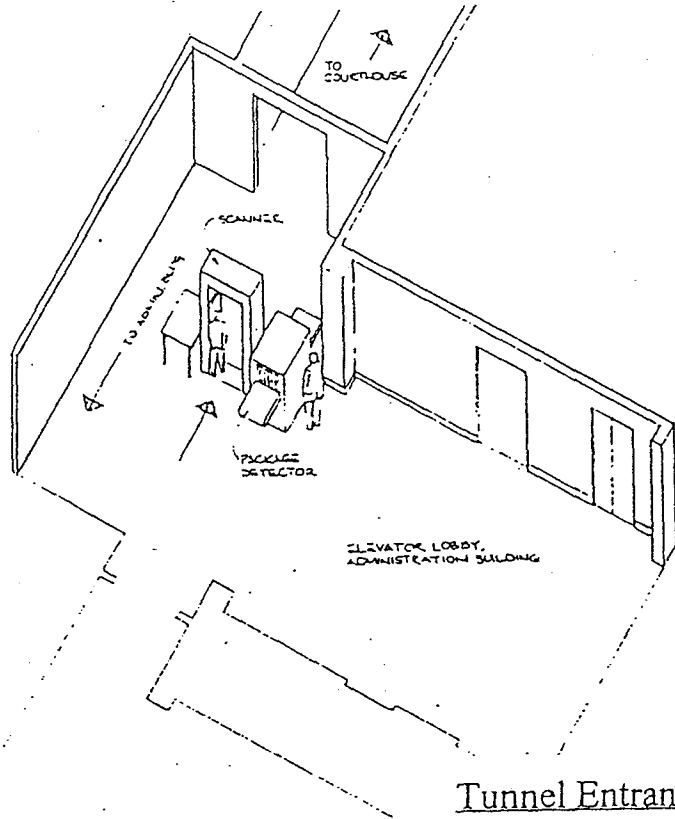 TO
COURTHOUSE
SCANNER
TO ADMIN. BLDG
PACKAGE
DETECTOR
ELEVATOR LOBBY,
ADMINISTRATION BUILDING
Tunnel Entran